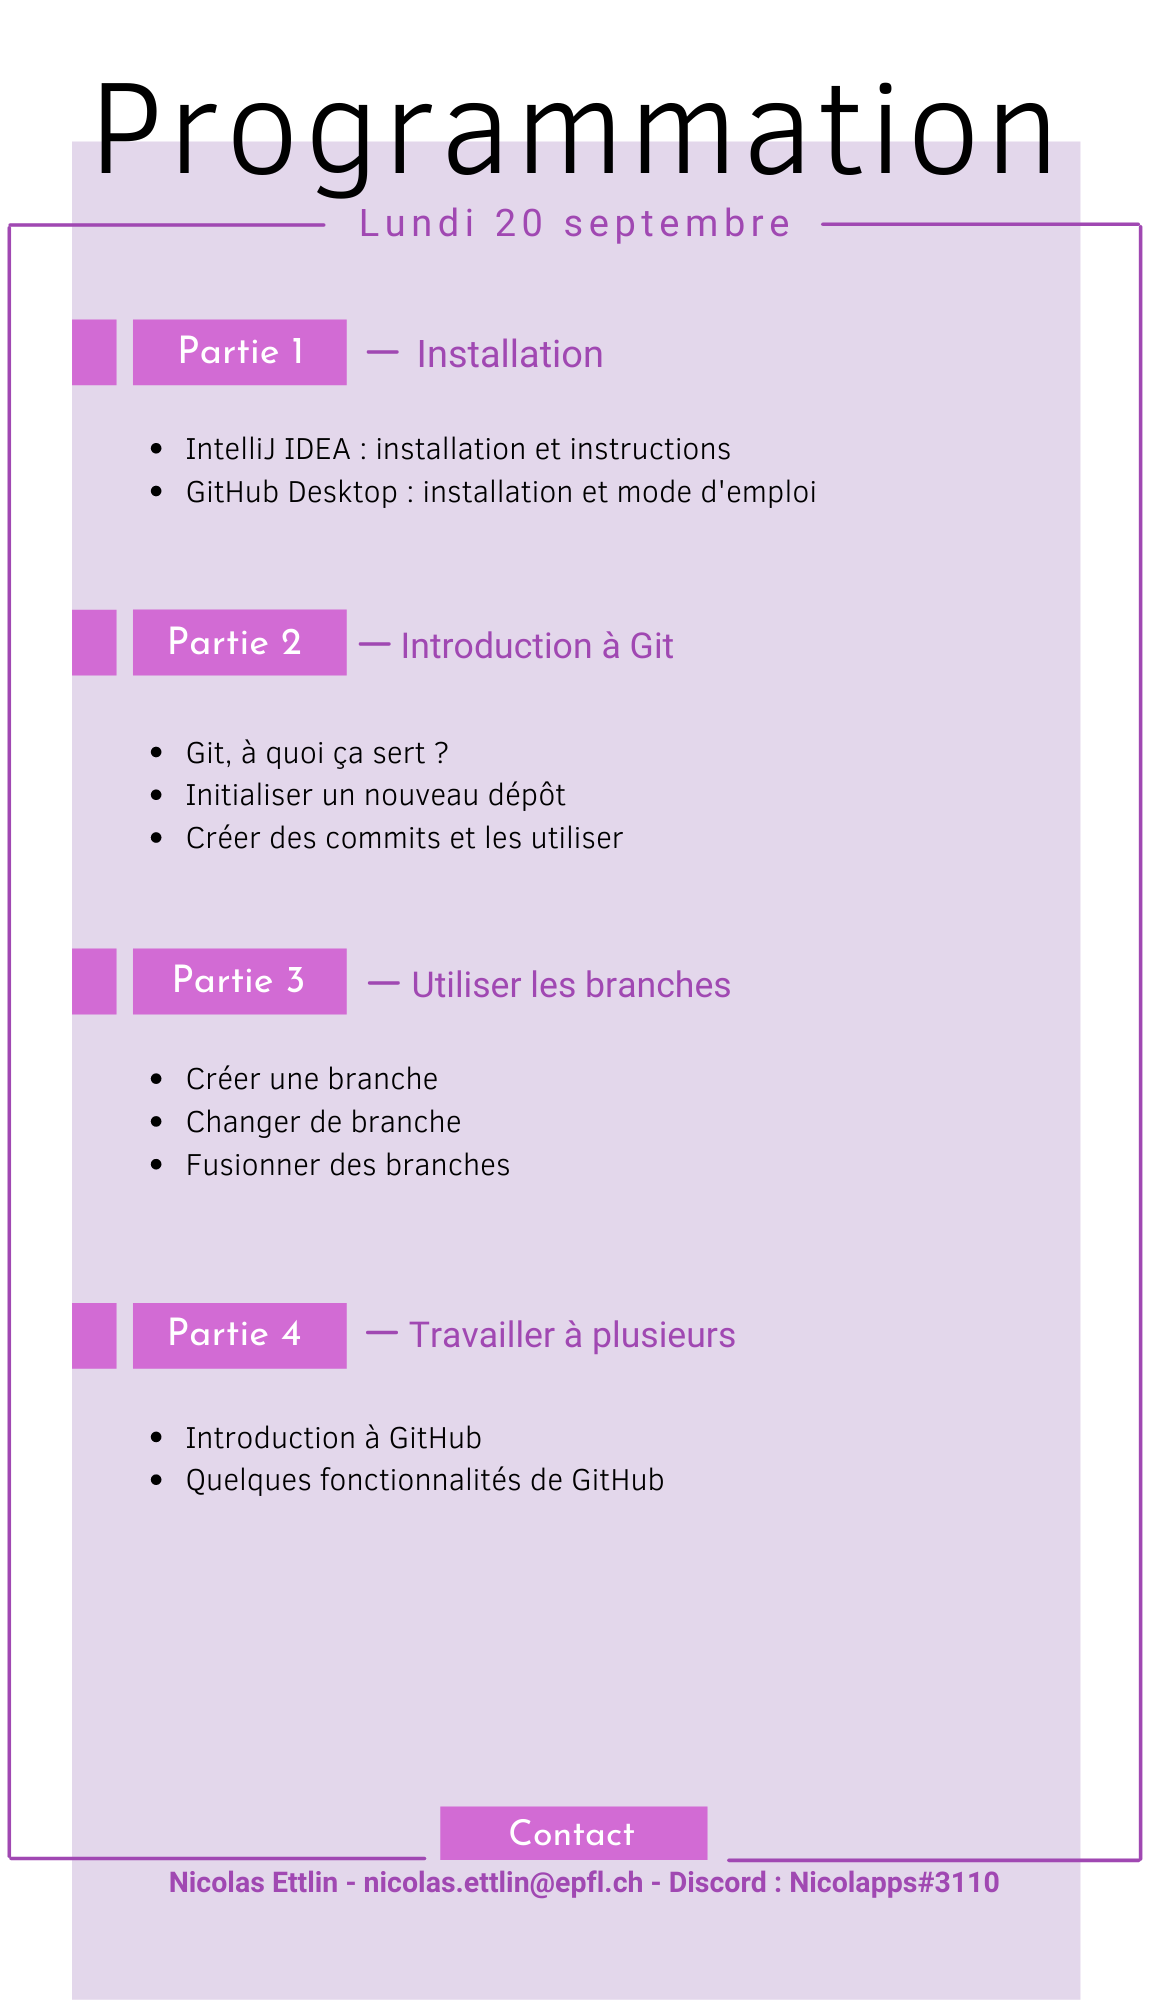 Programmation
Lundi 20 septembre
Partie 1 — Installation
• IntelliJ IDEA : installation et instructions
• GitHub Desktop : installation et mode d'emploi
Partie 2 — Introduction à Git
• Git, à quoi ça sert ?
• Initialiser un nouveau dépôt
• Créer des commits et les utiliser
Partie 3 — Utiliser les branches
• Créer une branche
• Changer de branche
• Fusionner des branches
Partie 4 — Travailler à plusieurs
• Introduction à GitHub
• Quelques fonctionnalités de GitHub
Contact
Nicolas Ettlin - nicolas.ettlin@epfl.ch - Discord : Nicolapps#3110